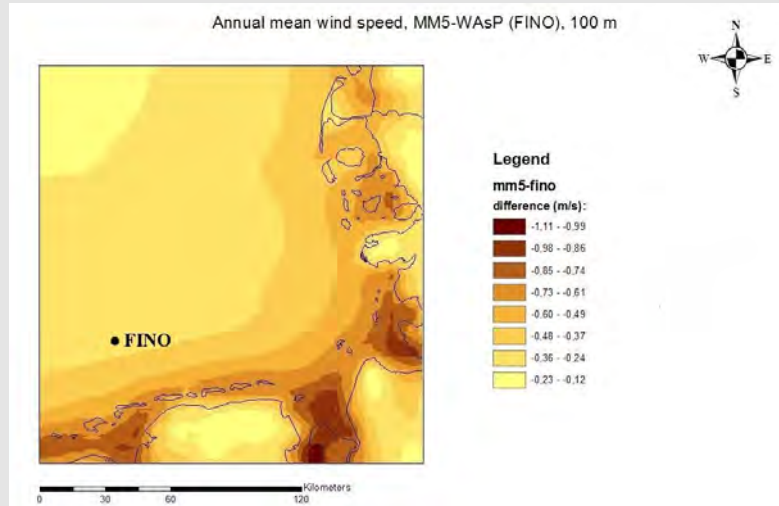 Annual mean wind speed, MM5-WAsP (FINO), 100 m
N
W E
S
Legend
mm5-fino
difference (m/s):
-1,11 - -0,99
-0,98 - -0,86
-0,85 - -0,74
-0,73 - -0,61
-0,60 - -0,49
-0,48 - -0,37
-0,36 - -0,24
-0,23 - -0,12
FINO
Kilometers
0 30 60 120